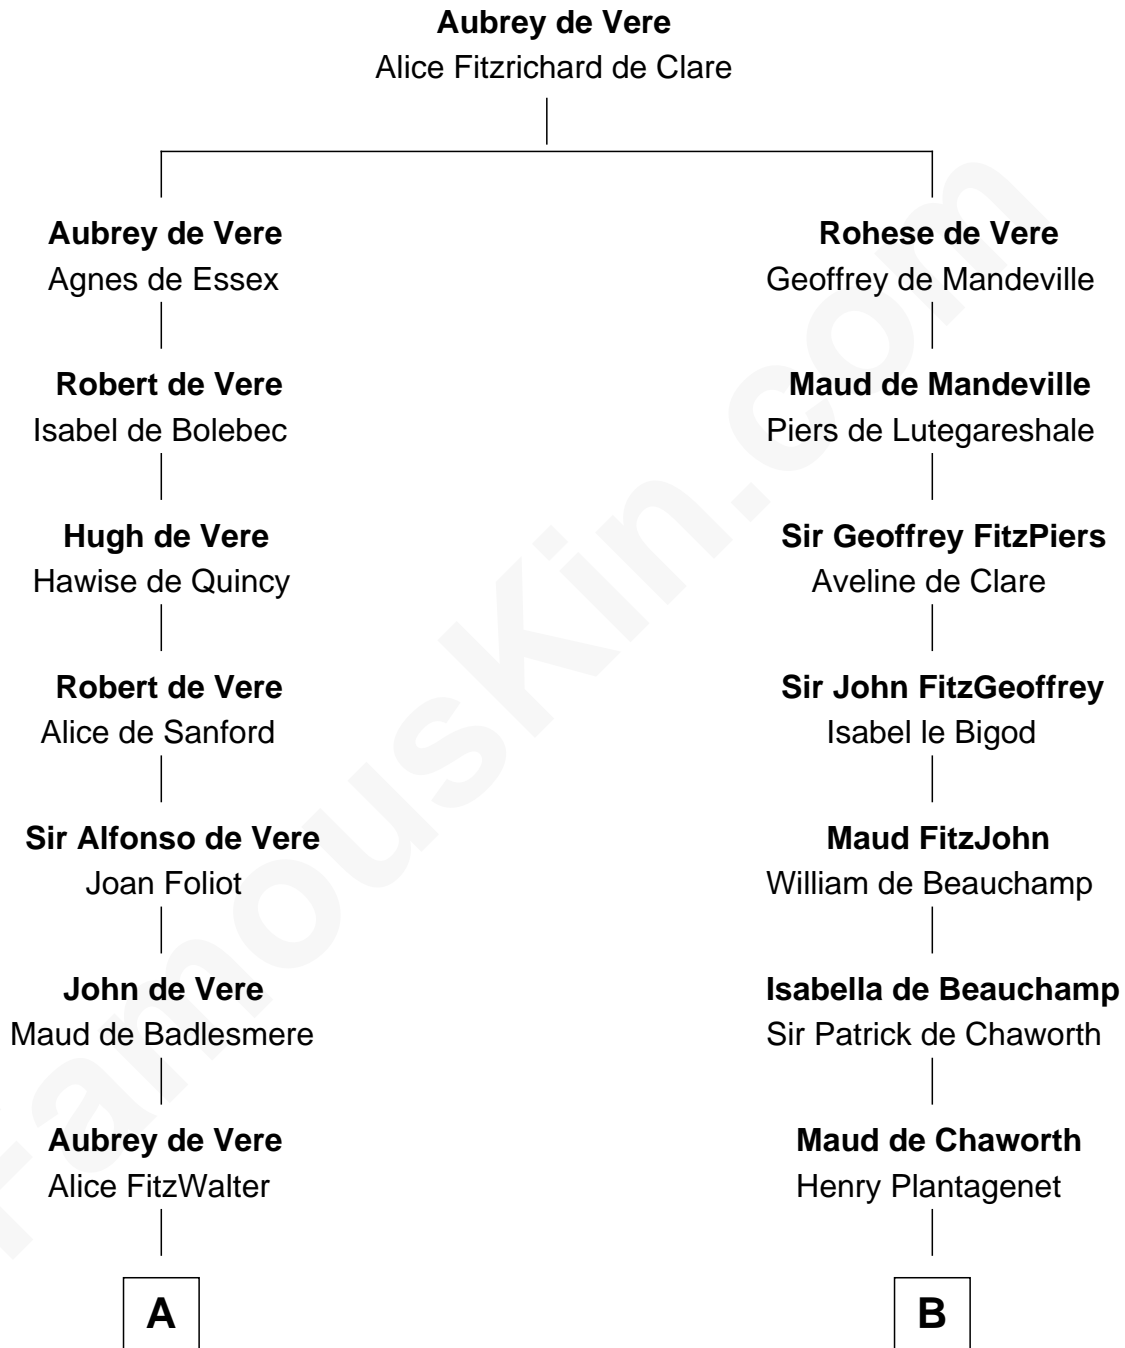 Aubrey de Vere
Alice Fitzrichard de Clare
Aubrey de Vere
Agnes de Essex
Robert de Vere
Isabel de Bolebec
Hugh de Vere
Hawise de Quincy
Robert de Vere
Alice de Sanford
Sir Alfonso de Vere
Joan Foliot
John de Vere
Maud de Badlesmere
Aubrey de Vere
Alice FitzWalter
A
Rohese de Vere
Geoffrey de Mandeville
Maud de Mandeville
Piers de Lutegareshale
Sir Geoffrey FitzPiers
Aveline de Clare
Sir John FitzGeoffrey
Isabel le Bigod
Maud FitzJohn
William de Beauchamp
Isabella de Beauchamp
Sir Patrick de Chaworth
Maud de Chaworth
Henry Plantagenet
B
FamousKin.com